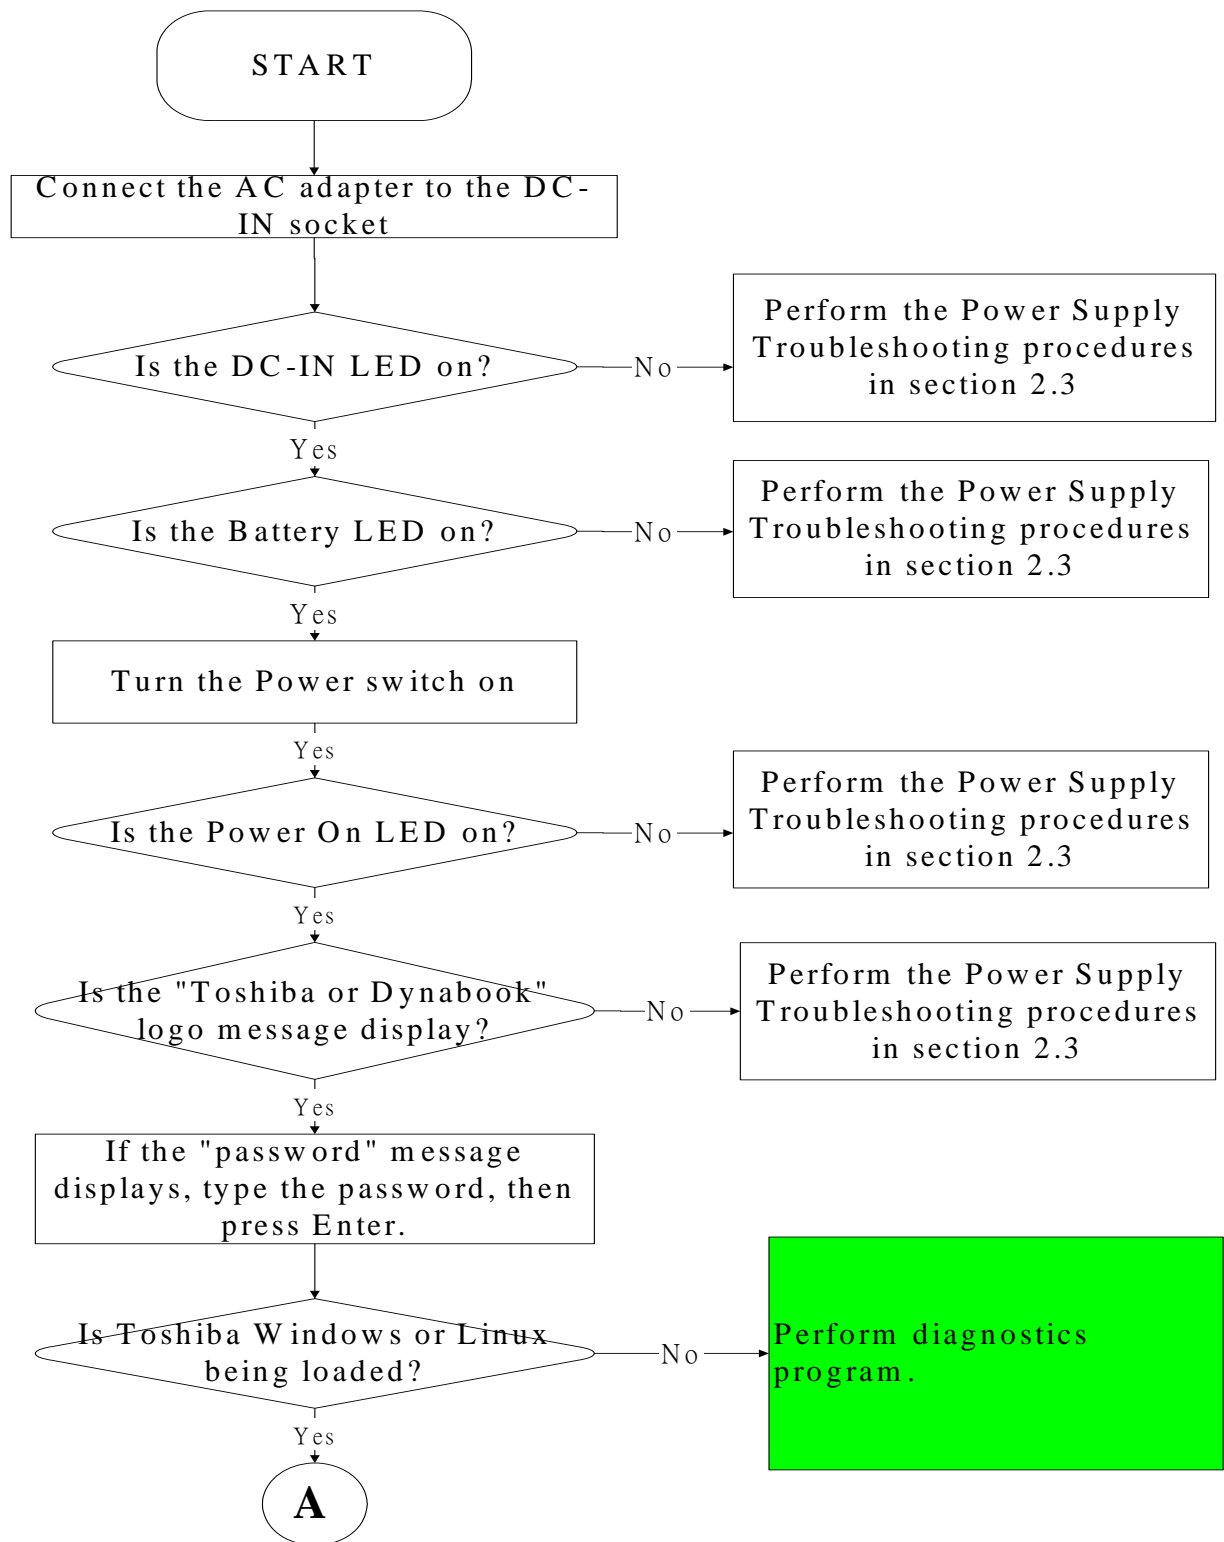 START
Connect the AC adapter to the DC-
IN socket
Is the DC-IN LED on?
No
Perform the Power Supply
Troubleshooting procedures
in section 2.3
Yes
Is the Battery LED on?
No
Perform the Power Supply
Troubleshooting procedures
in section 2.3
Yes
Turn the Power switch on
Yes
Is the Power On LED on?
No
Perform the Power Supply
Troubleshooting procedures
in section 2.3
Yes
Is the "Toshiba or Dynabook"
logo message display?
No
Perform the Power Supply
Troubleshooting procedures
in section 2.3
Yes
If the "password" message
displays, type the password, then
press Enter.
Is Toshiba Windows or Linux
being loaded?
No
Perform diagnostics
program.
Yes
A